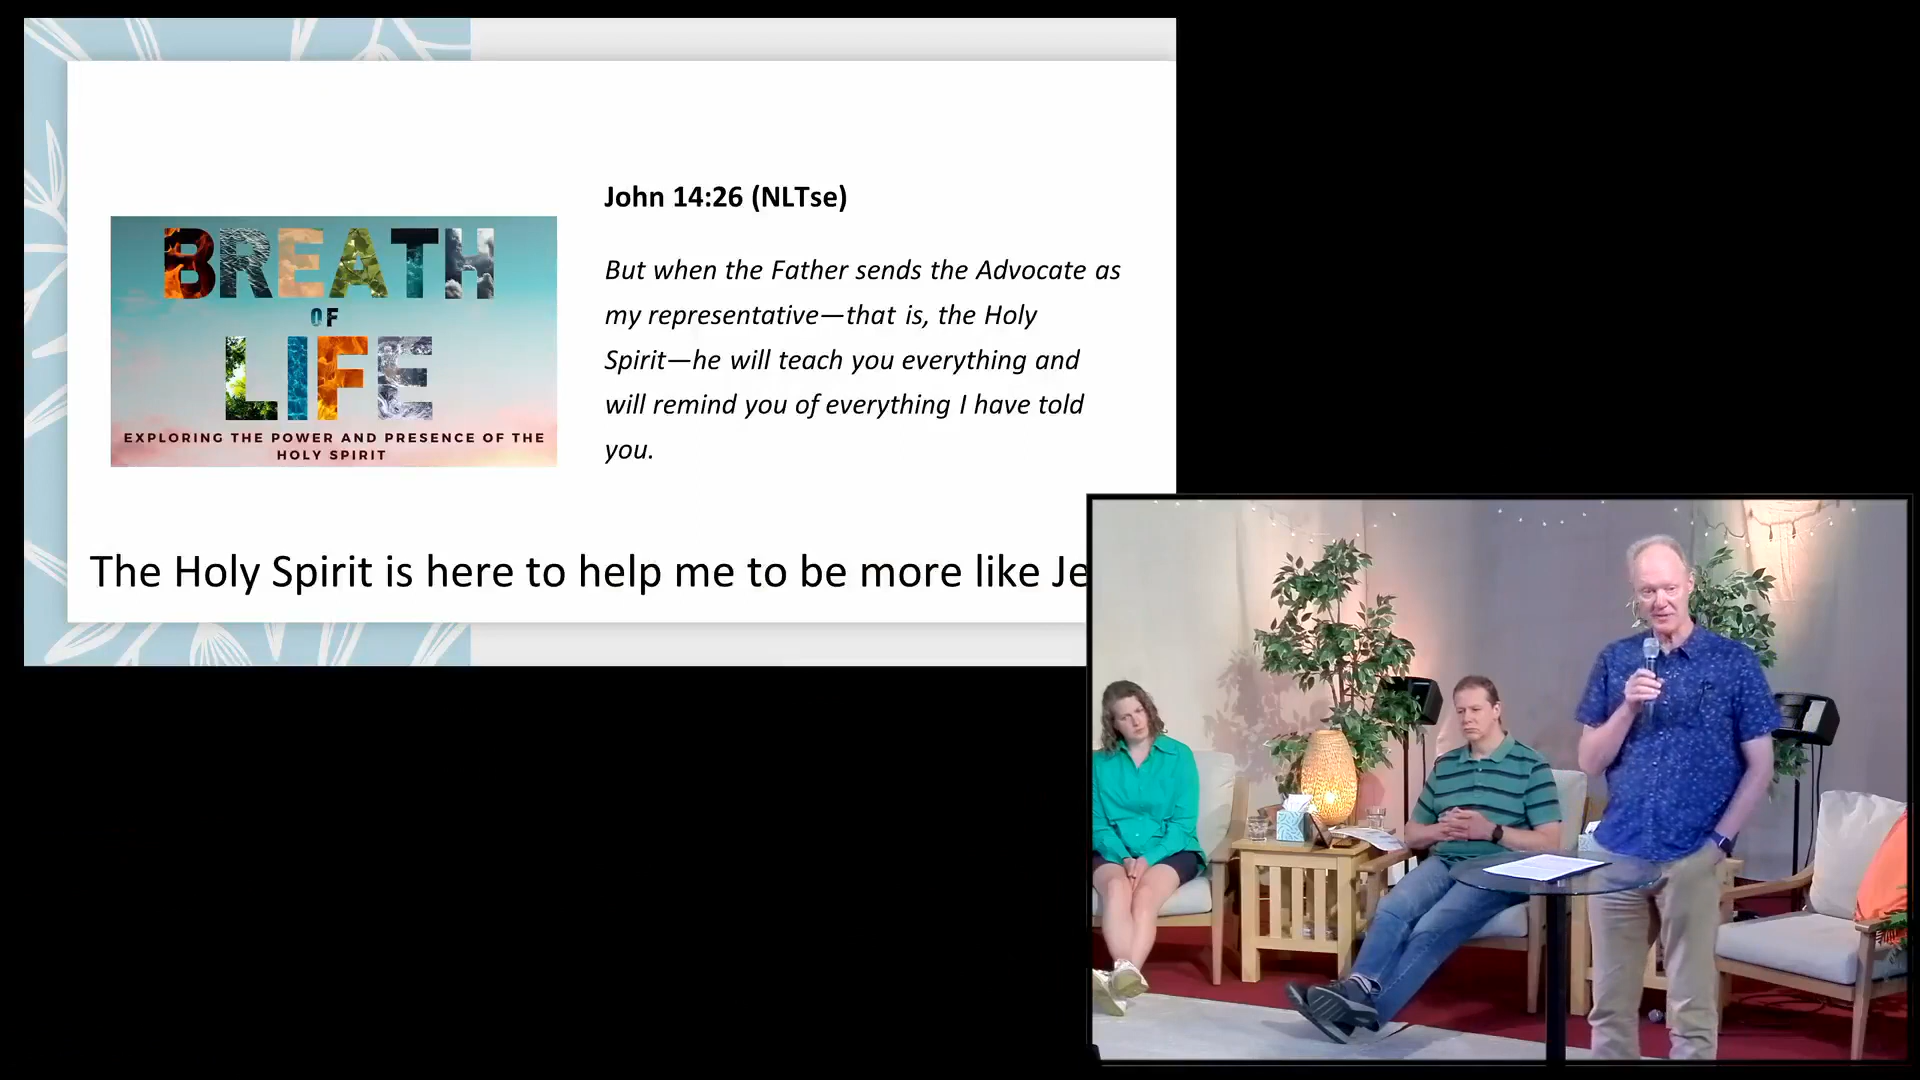 BREATH
OF
LIFE
EXPLORING THE POWER AND PRESENCE OF THE
HOLY SPIRIT
John 14:26 (NLTse)
But when the Father sends the Advocate as
my representative—that is, the Holy
Spirit—he will teach you everything and
will remind you of everything I have told
you.
The Holy Spirit is here to help me to be more like Je